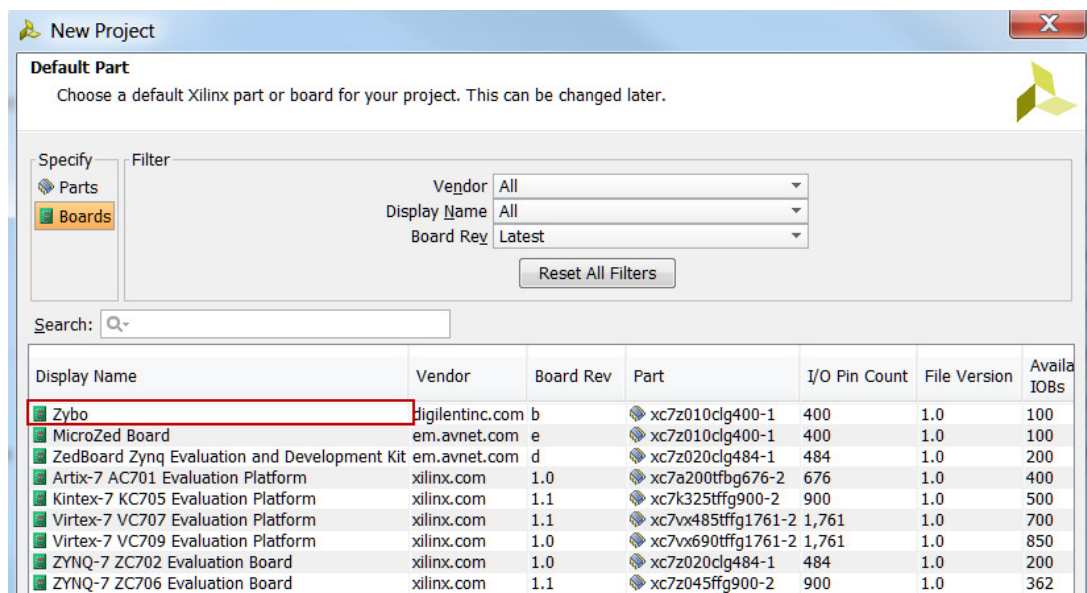 New Project
Default Part
Choose a default Xilinx part or board for your project. This can be changed later.
Specify
Filter
Parts
Boards
Vendor All
Display Name All
Board Rev Latest
Reset All Filters
Search:
Display Name Vendor Board Rev Part I/O Pin Count File Version Availa IOBs
Zybo digilentinc.com b xc7z010clg400-1 400 1.0 100
MicroZed Board em.avnet.com e xc7z010clg400-1 400 1.0 100
ZedBoard Zynq Evaluation and Development Kit em.avnet.com d xc7z020clg484-1 484 1.0 200
Artix-7 AC701 Evaluation Platform xilinx.com 1.0 xc7a200tfbg676-2 676 1.0 400
Kintex-7 KC705 Evaluation Platform xilinx.com 1.1 xc7k325tffg900-2 900 1.0 500
Virtex-7 VC707 Evaluation Platform xilinx.com 1.1 xc7vx485tffg1761-2 1,761 1.0 700
Virtex-7 VC709 Evaluation Platform xilinx.com 1.0 xc7vx690tffg1761-2 1,761 1.0 850
ZYNQ-7 ZC702 Evaluation Board xilinx.com 1.0 xc7z020clg484-1 484 1.0 200
ZYNQ-7 ZC706 Evaluation Board xilinx.com 1.1 xc7z045ffg900-2 900 1.0 362